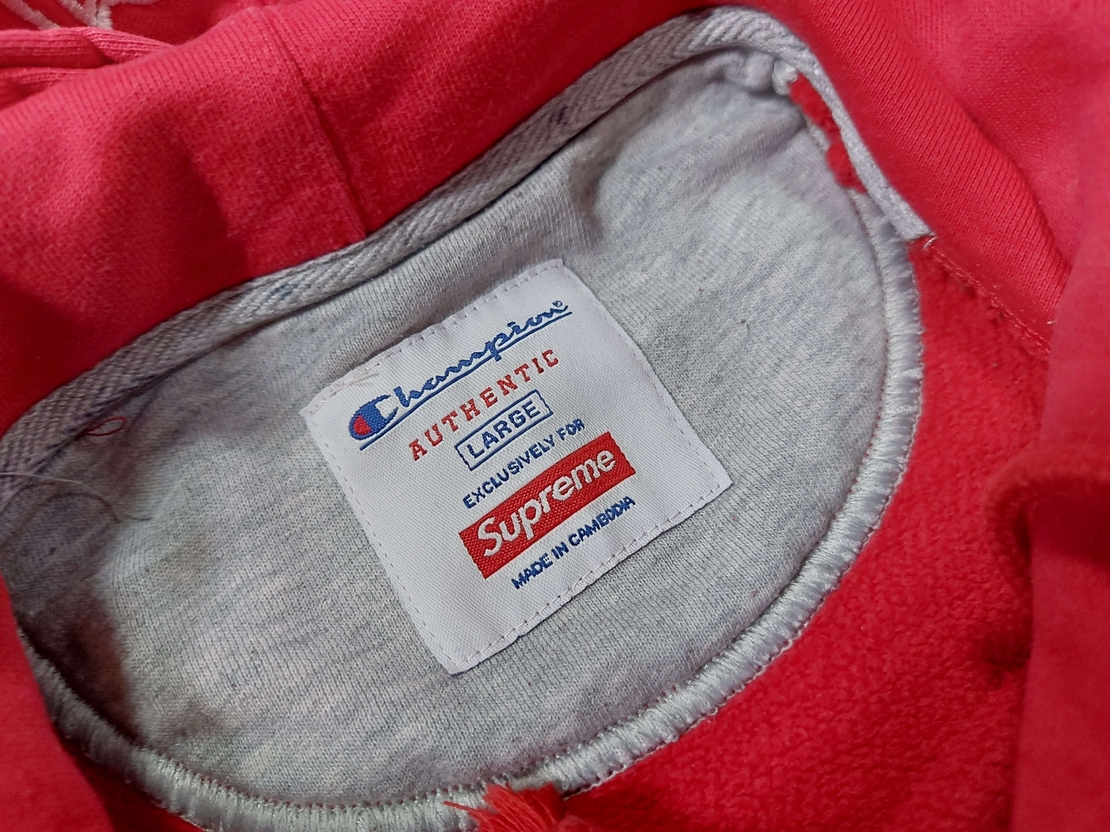 Champion®
AUTHENTIC
LARGE
EXCLUSIVELY FOR
Supreme
MADE IN CAMBODIA